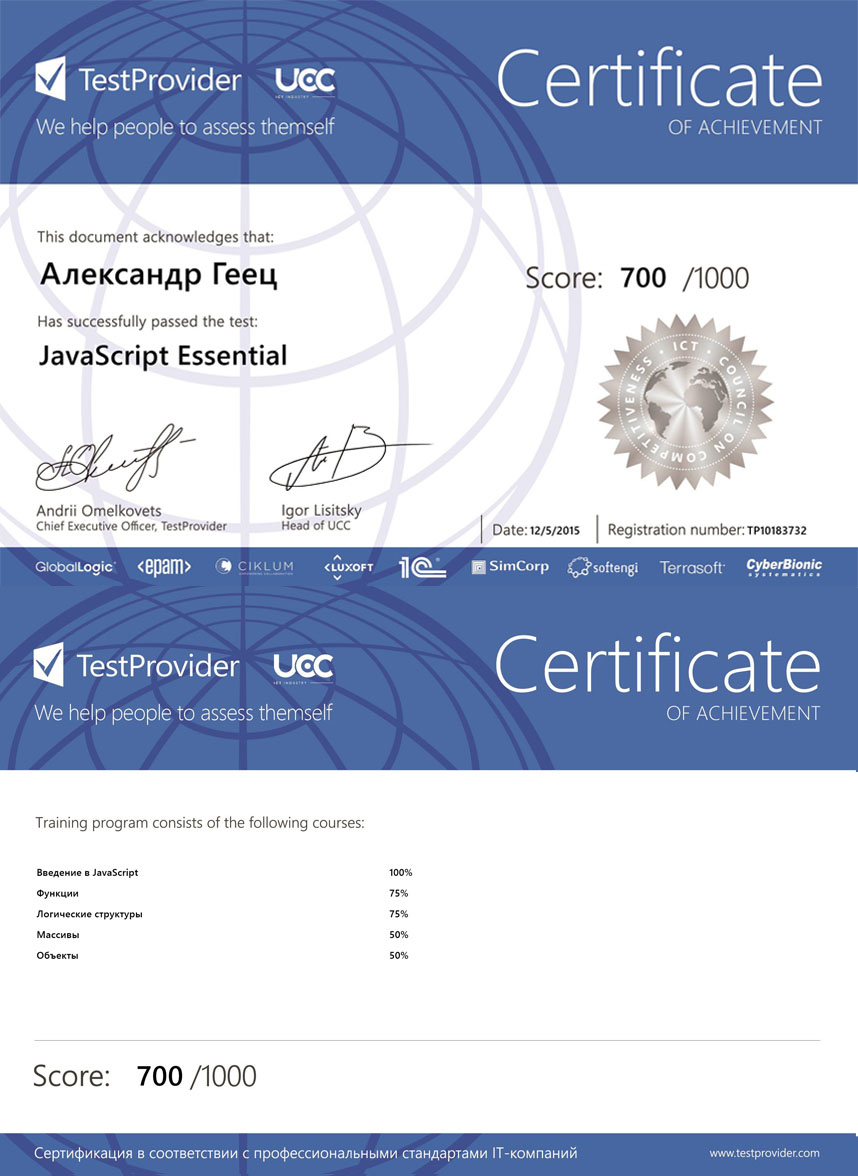 TestProvider
UCC
ICT INDUSTRY
We help people to assess themself
Certificate
OF ACHIEVEMENT
This document acknowledges that:
Александр Геец
Score: 700 /1000
Has successfully passed the test:
JavaScript Essential
ICT · COUNCIL ON COMPETITIVENESS ·
Andrii Omelkovets
Chief Executive Officer, TestProvider
Igor Lisitsky
Head of UCC
Date: 12/5/2015
Registration number: TP10183732
GlobalLogic <epam> CIKLUM LUXOFT 1C SimCorp softengi Terrasoft CyberBionic systematics
TestProvider
UCC
ICT INDUSTRY
We help people to assess themself
Certificate
OF ACHIEVEMENT
Training program consists of the following courses:
Введение в JavaScript 100%
Функции 75%
Логические структуры 75%
Массивы 50%
Объекты 50%
Score: 700 /1000
Сертификация в соответствии с профессиональными стандартами IT-компаний
www.testprovider.com